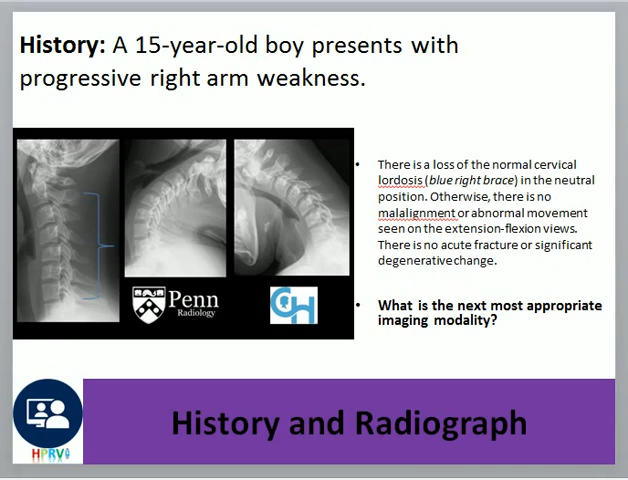 History: A 15-year-old boy presents with
progressive right arm weakness.
• There is a loss of the normal cervical
lordosis (blue right brace) in the neutral
position. Otherwise, there is no
malalignment or abnormal movement
seen on the extension-flexion views.
There is no acute fracture or significant
degenerative change.
• What is the next most appropriate
imaging modality?
Penn
Radiology
CH
History and Radiograph
HPRV